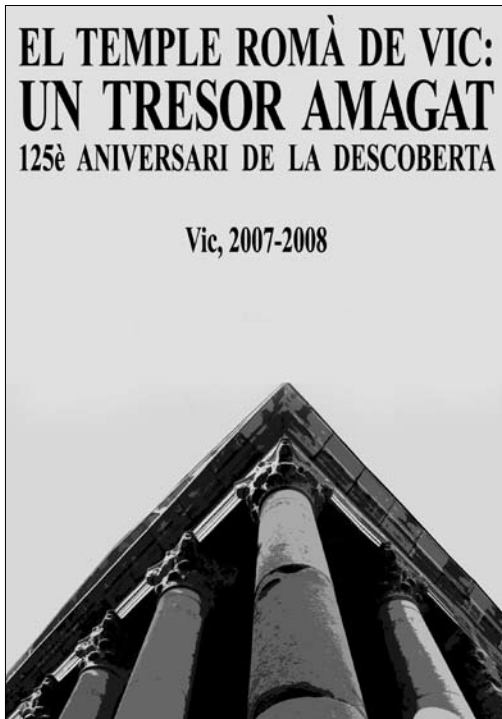 EL TEMPLE ROMÀ DE VIC:
UN TRESOR AMAGAT
125è ANIVERSARI DE LA DESCOBERTA
Vic, 2007-2008